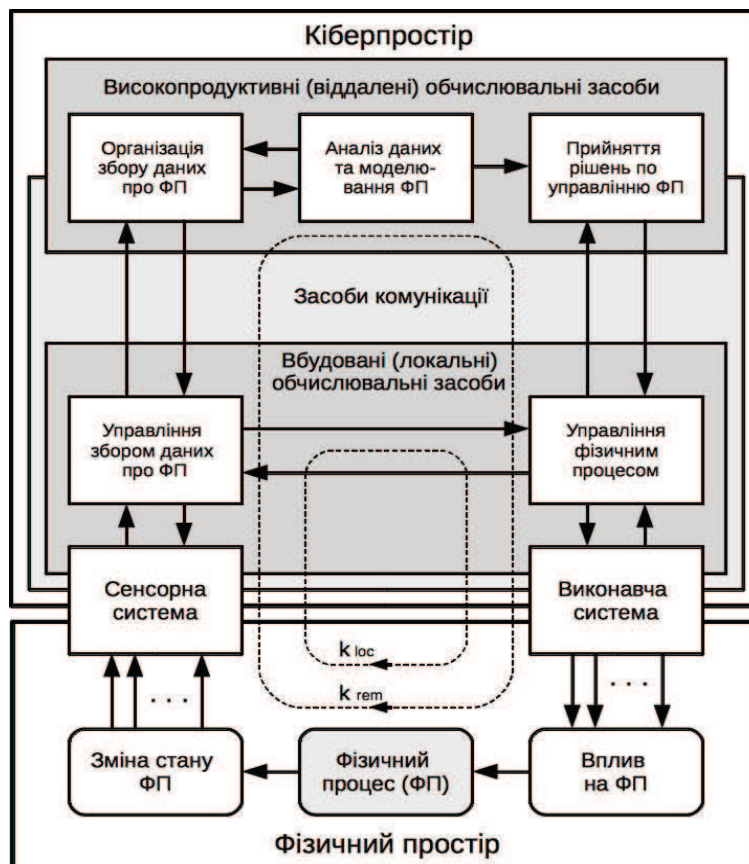 Кіберпростір
Високопродуктивні (віддалені) обчислювальні засоби
Організація
збору даних
про ФП
Аналіз даних
та моделю-
вання ФП
Прийняття
рішень по
управлінню ФП
Засоби комунікації
Вбудовані (локальні)
обчислювальні засоби
Управління
збором даних
про ФП
Управління
фізичним
процесом
Сенсорна
система
Виконавча
система
k loc
k rem
. . .
. . .
Зміна стану
ФП
Фізичний
процес (ФП)
Вплив
на ФП
Фізичний простір